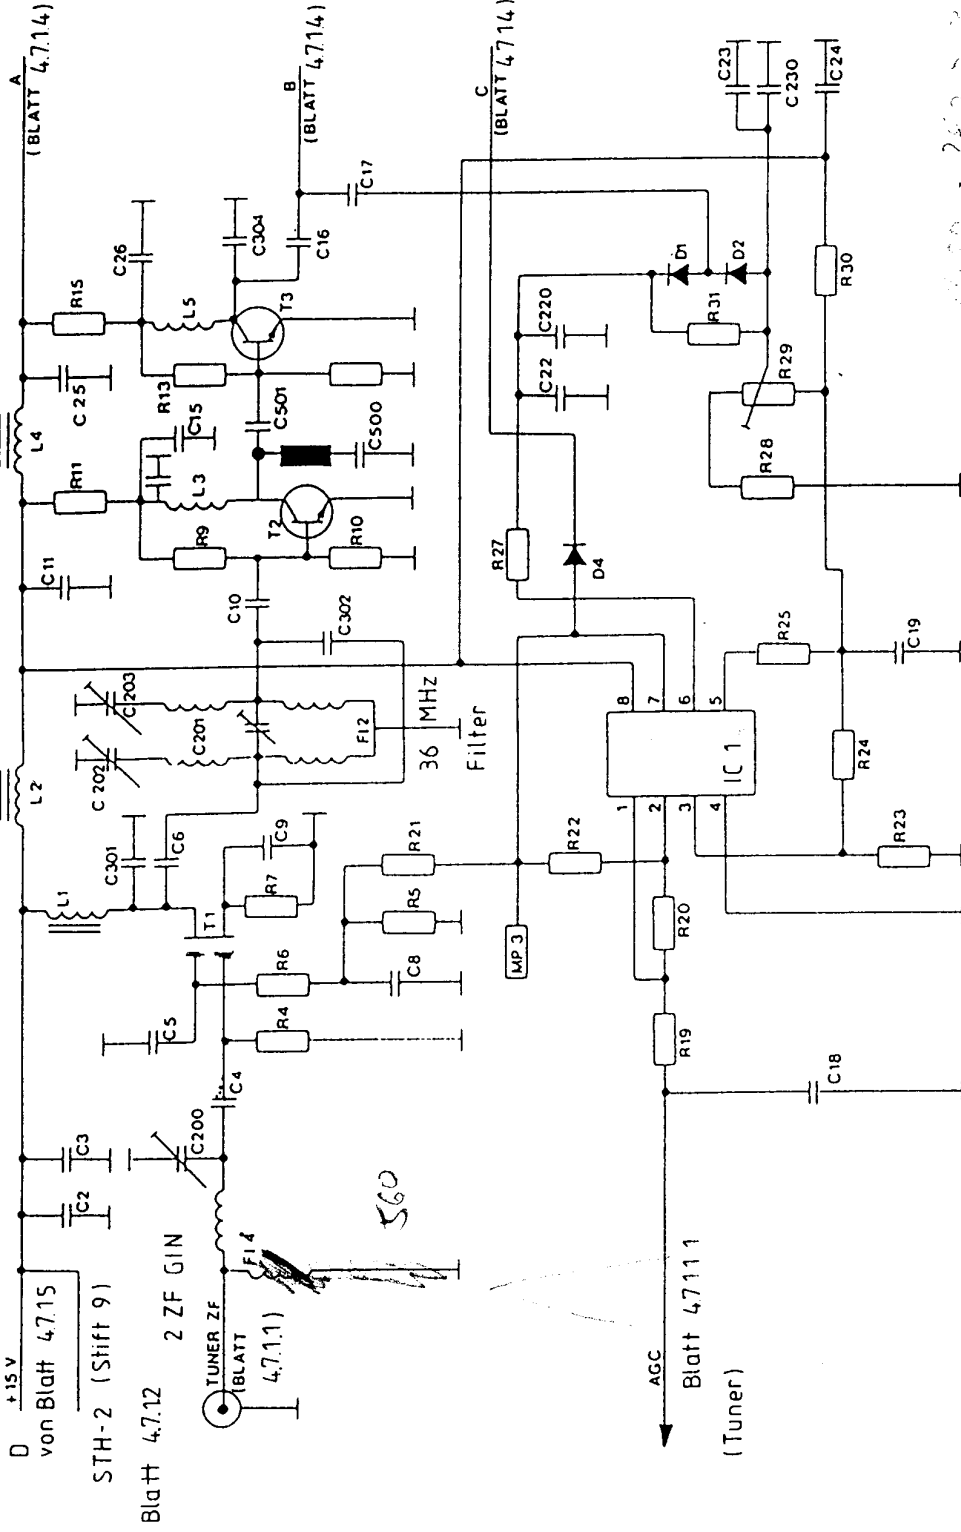 D
+15 V
von Blatt 4.7.15
STH-2 (Stift 9)
Blatt 4.7.12
2 ZF GIN
TUNER ZF
(BLATT
4.7.1.1)
C2
C3
L1
L2
C11
L4
C25
A
(BLATT 4.7.1.4)
C200
F14
560
C4
C5
R4
R6
T1
C301
C6
R7
C9
C8
R5
R21
C202
C203
C201
F12
36 MHz
Filter
C302
C10
R9
R11
L3
C15
T2
R10
C500
C501
R13
R15
L5
C26
T3
C304
C16
B
(BLATT 4.7.1.4)
C17
C
(BLATT 4.7.14)
MP 3
R22
R27
D4
C22
C220
D1
D2
R31
C23
C230
C24
R28
R29
R30
AGC
Blatt 4.7.11 1
(Tuner)
R19
C18
R20
IC 1
1
2
3
4
5
6
7
8
R23
R24
R25
C19